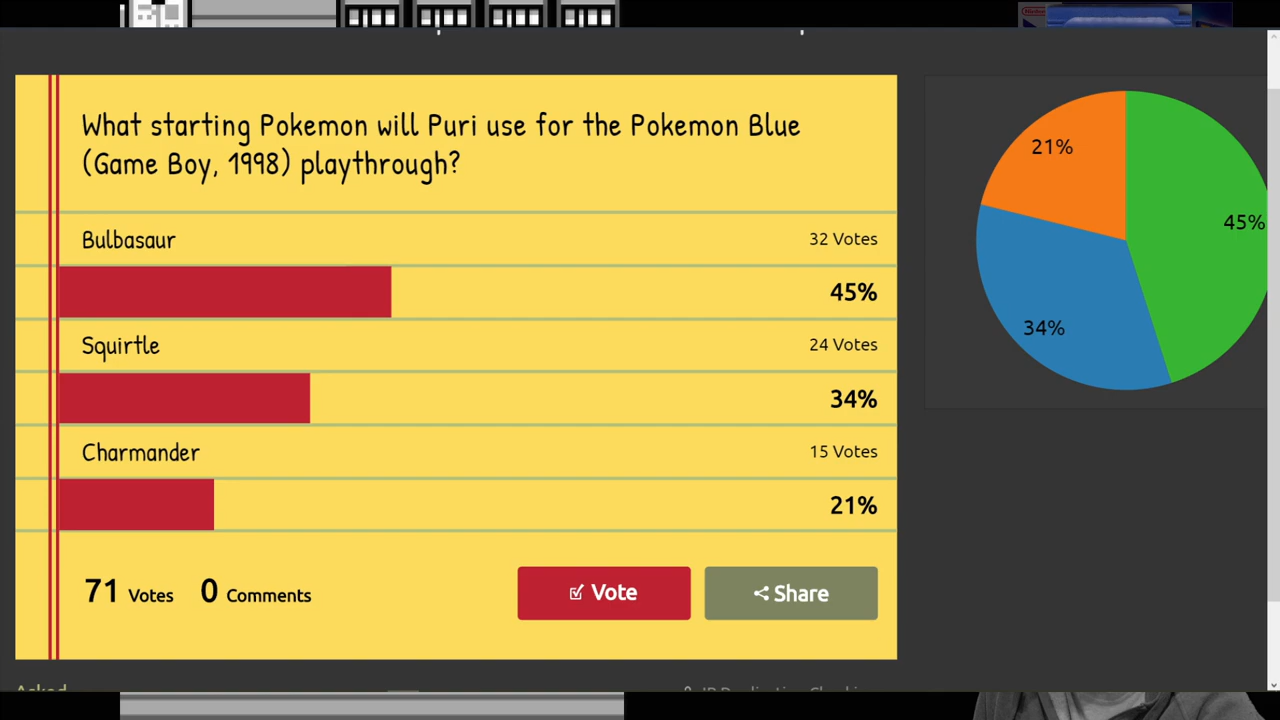 What starting Pokemon will Puri use for the Pokemon Blue
(Game Boy, 1998) playthrough?
Bulbasaur
32 Votes
45%
Squirtle
24 Votes
34%
Charmander
15 Votes
21%
71 Votes 0 Comments
Vote
Share
21%
45%
34%
Asked